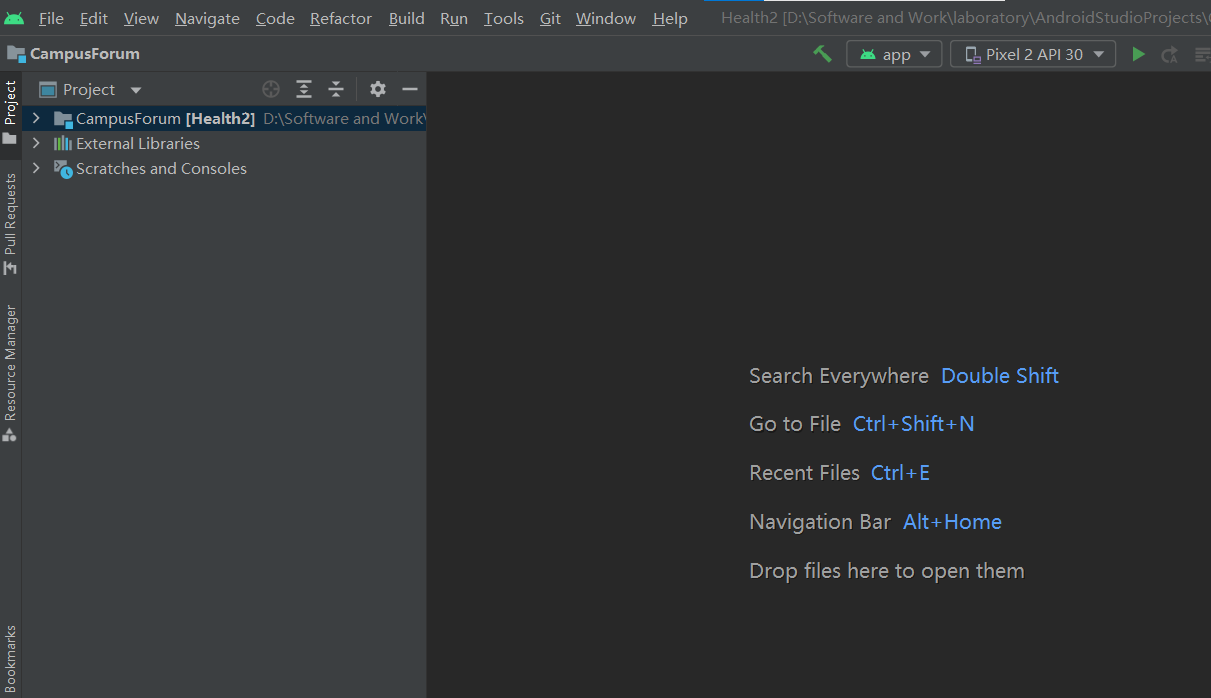 File Edit View Navigate Code Refactor Build Run Tools Git Window Help Health2 [D:\Software and Work\laboratory\AndroidStudioProjects\
CampusForum app Pixel 2 API 30
Project
Project
CampusForum [Health2] D:\Software and Work\
External Libraries
Scratches and Consoles
Pull Requests
Resource Manager
Bookmarks
Search Everywhere Double Shift
Go to File Ctrl+Shift+N
Recent Files Ctrl+E
Navigation Bar Alt+Home
Drop files here to open them